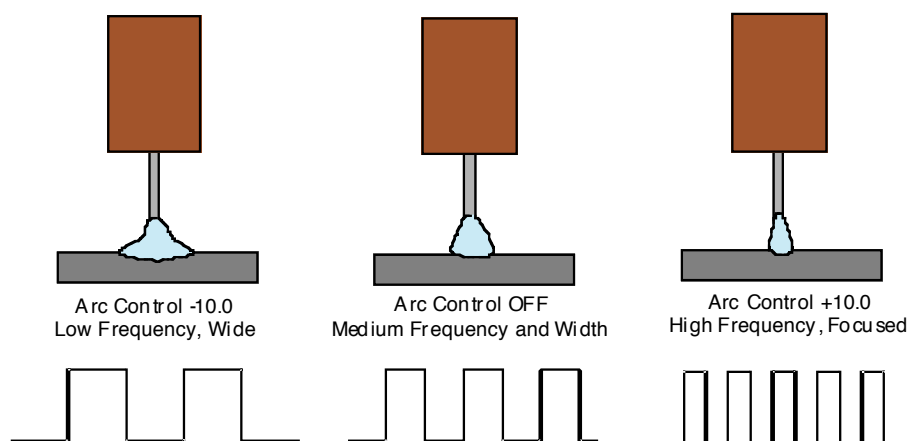 Arc Control -10.0
Low Frequency, Wide
Arc Control OFF
Medium Frequency and Width
Arc Control +10.0
High Frequency, Focused